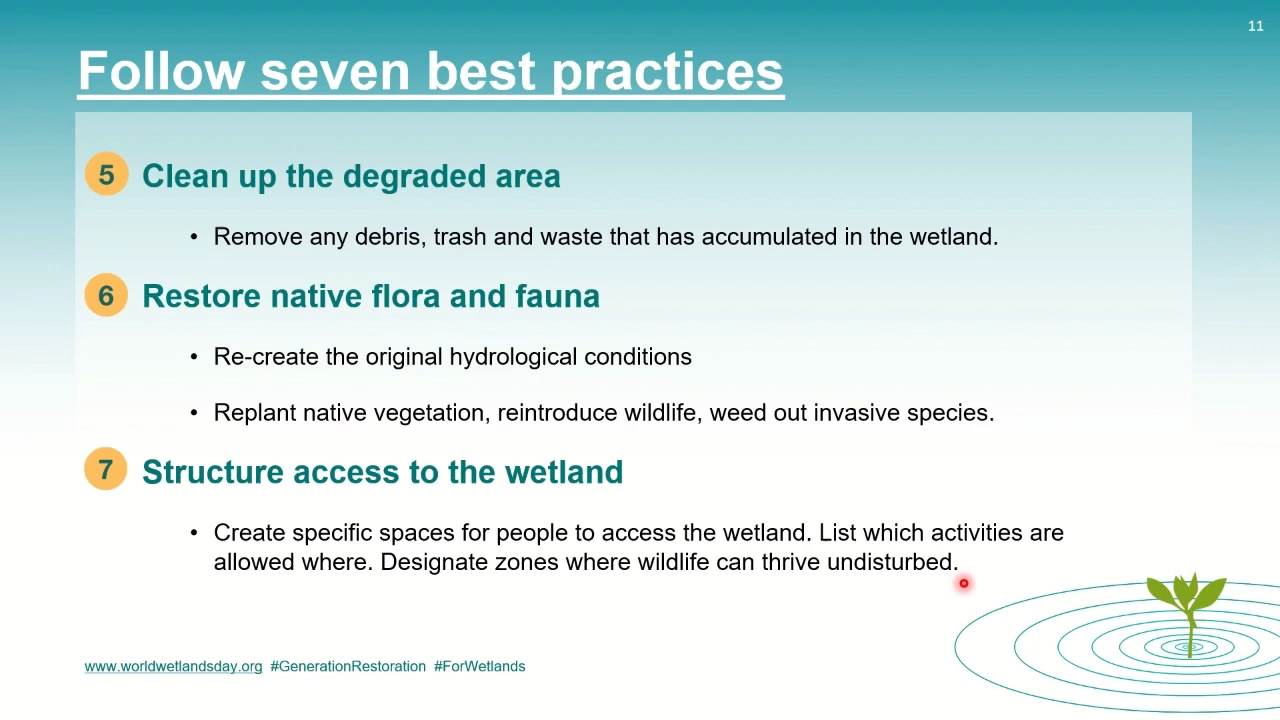 11
Follow seven best practices
5 Clean up the degraded area
• Remove any debris, trash and waste that has accumulated in the wetland.
6 Restore native flora and fauna
• Re-create the original hydrological conditions
• Replant native vegetation, reintroduce wildlife, weed out invasive species.
7 Structure access to the wetland
• Create specific spaces for people to access the wetland. List which activities are
allowed where. Designate zones where wildlife can thrive undisturbed.
www.worldwetlandsday.org #GenerationRestoration #ForWetlands